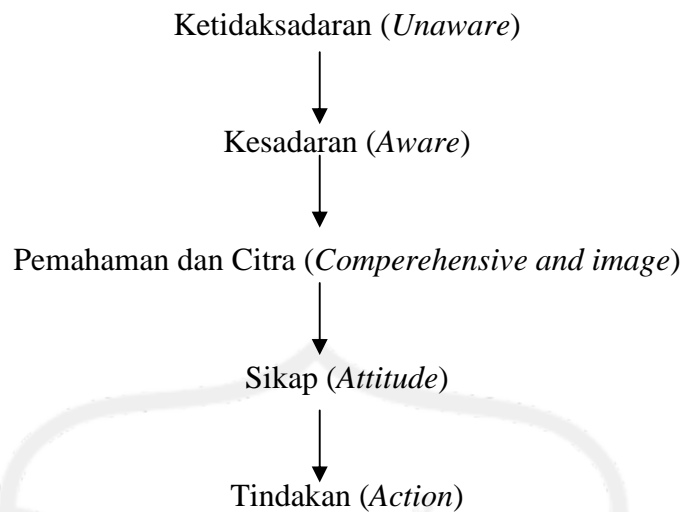 Ketidaksadaran (Unaware)
Kesadaran (Aware)
Pemahaman dan Citra (Comperehensive and image)
Sikap (Attitude)
Tindakan (Action)